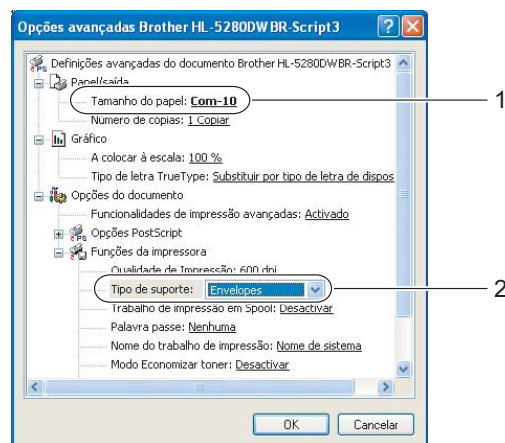 Opções avançadas Brother HL-5280DW BR-Script3
Definições avançadas do documento Brother HL-5280DW BR-Script3
Papel/saída
Tamanho do papel: Com-10
1
Número de cópias: 1 Copiar
Gráfico
A colocar à escala: 100 %
Tipo de letra TrueType: Substituir por tipo de letra de dispos
Opções do documento
Funcionalidades de impressão avançadas: Activado
Opções PostScript
Funções da impressora
Qualidade de Impressão: 600 dpi
Tipo de suporte: Envelopes
2
Trabalho de impressão em Spool: Desactivar
Palavra passe: Nenhuma
Nome do trabalho de impressão: Nome de sistema
Modo Economizar toner: Desactivar
OK
Cancelar